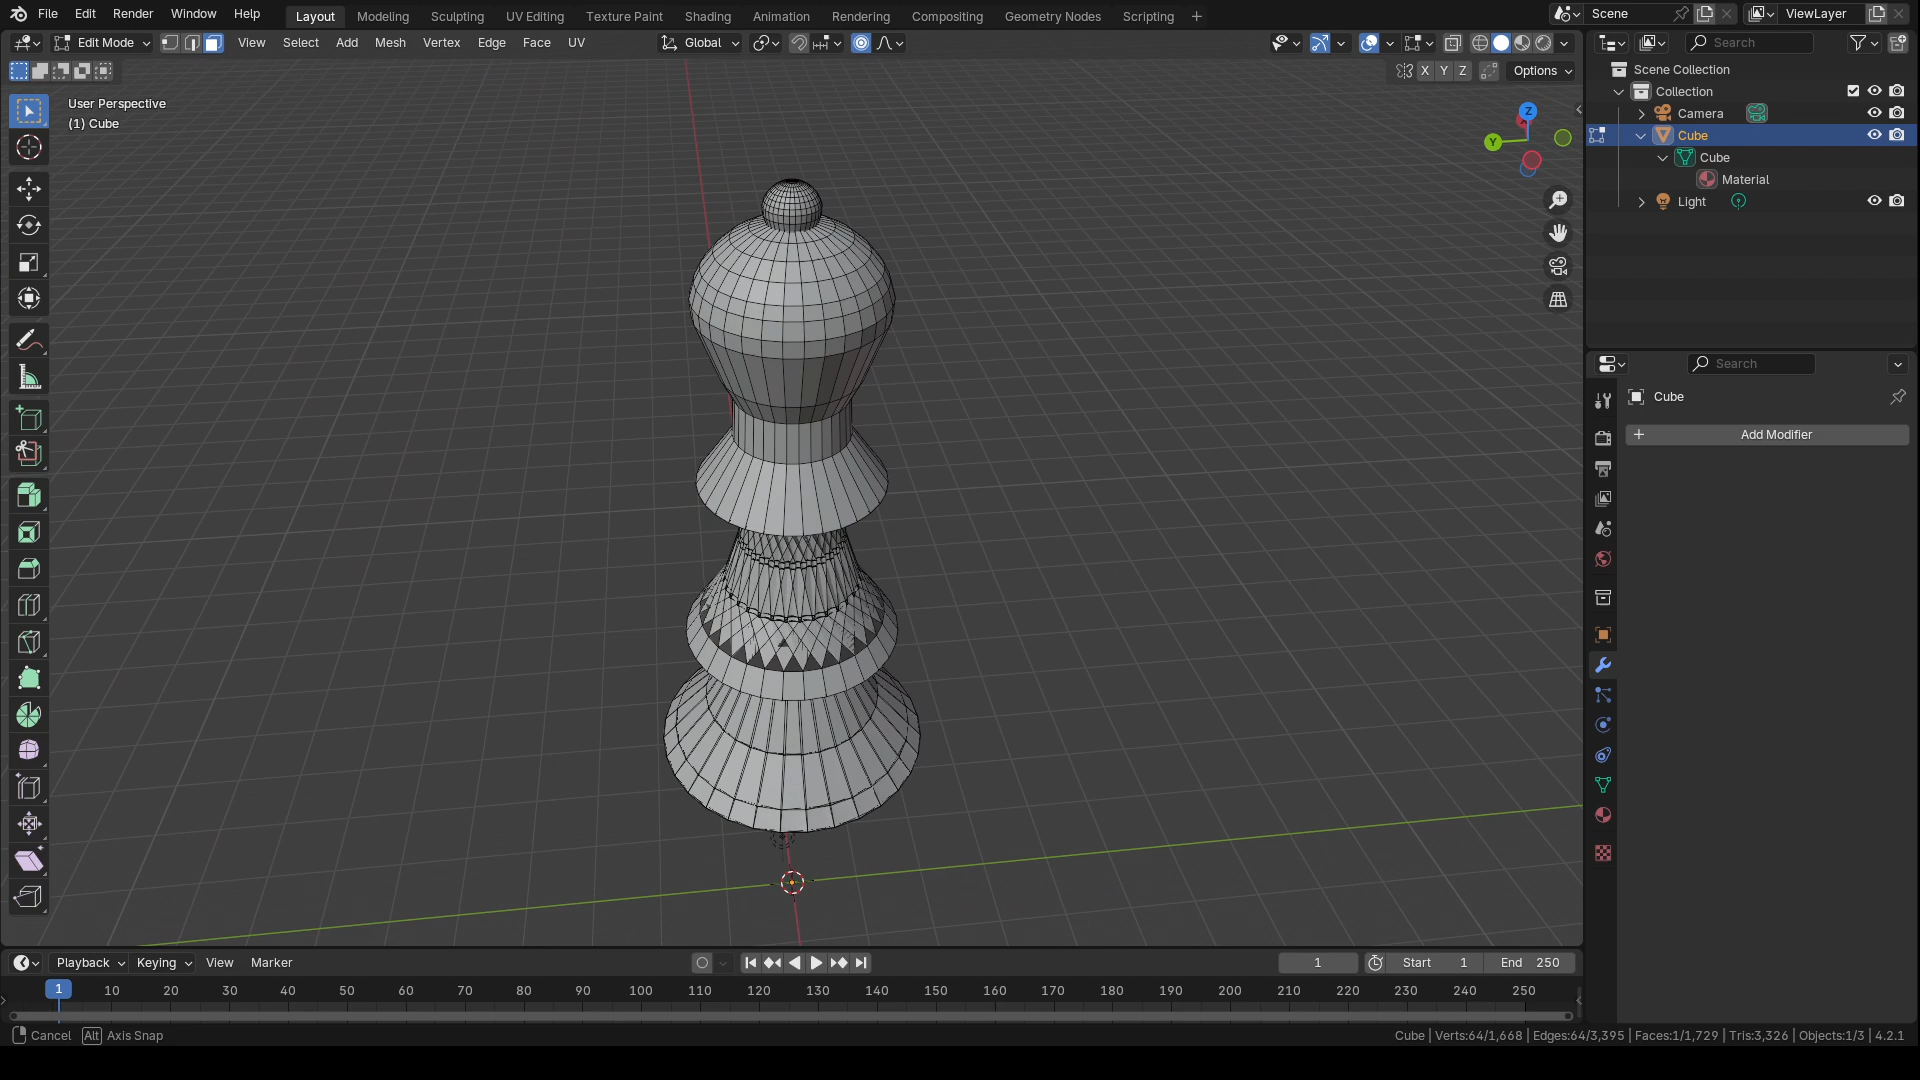 File Edit Render Window Help Layout Modeling Sculpting UV Editing Texture Paint Shading Animation Rendering Compositing Geometry Nodes Scripting + Scene ViewLayer
Edit Mode View Select Add Mesh Vertex Edge Face UV Global Search
X Y Z Options
Scene Collection
Collection
Camera
Cube
Cube
Material
Light
User Perspective
(1) Cube
Z
Y
Search
Cube
+ Add Modifier
Playback Keying View Marker 1 Start 1 End 250
1 10 20 30 40 50 60 70 80 90 100 110 120 130 140 150 160 170 180 190 200 210 220 230 240 250
Cancel Alt Axis Snap Cube | Verts:64/1,668 | Edges:64/3,395 | Faces:1/1,729 | Tris:3,326 | Objects:1/3 | 4.2.1